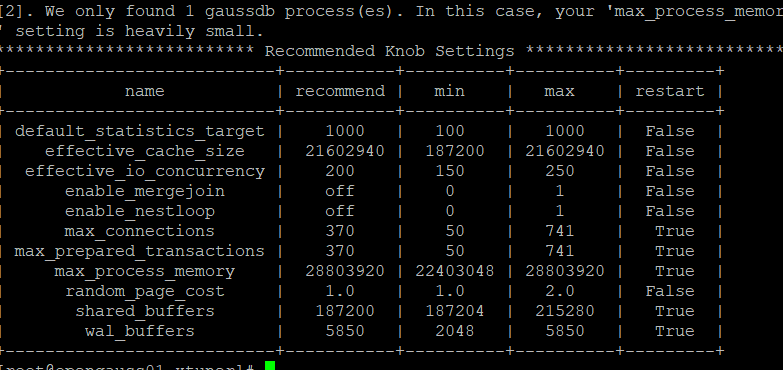 [2]. We only found 1 gaussdb process(es). In this case, your 'max_process_memor
' setting is heavily small.
*************************** Recommended Knob Settings ***************************
+---------------------------+-----------+----------+----------+---------+
| name | recommend | min | max | restart |
+---------------------------+-----------+----------+----------+---------+
| default_statistics_target | 1000 | 100 | 1000 | False |
| effective_cache_size | 21602940 | 187200 | 21602940 | False |
| effective_io_concurrency | 200 | 150 | 250 | False |
| enable_mergejoin | off | 0 | 1 | False |
| enable_nestloop | off | 0 | 1 | False |
| max_connections | 370 | 50 | 741 | True |
| max_prepared_transactions | 370 | 50 | 741 | True |
| max_process_memory | 28803920 | 22403048 | 28803920 | True |
| random_page_cost | 1.0 | 1.0 | 2.0 | False |
| shared_buffers | 187200 | 187204 | 215280 | True |
| wal_buffers | 5850 | 2048 | 5850 | True |
+---------------------------+-----------+----------+----------+---------+
[root@opengauss01 xtuner]#